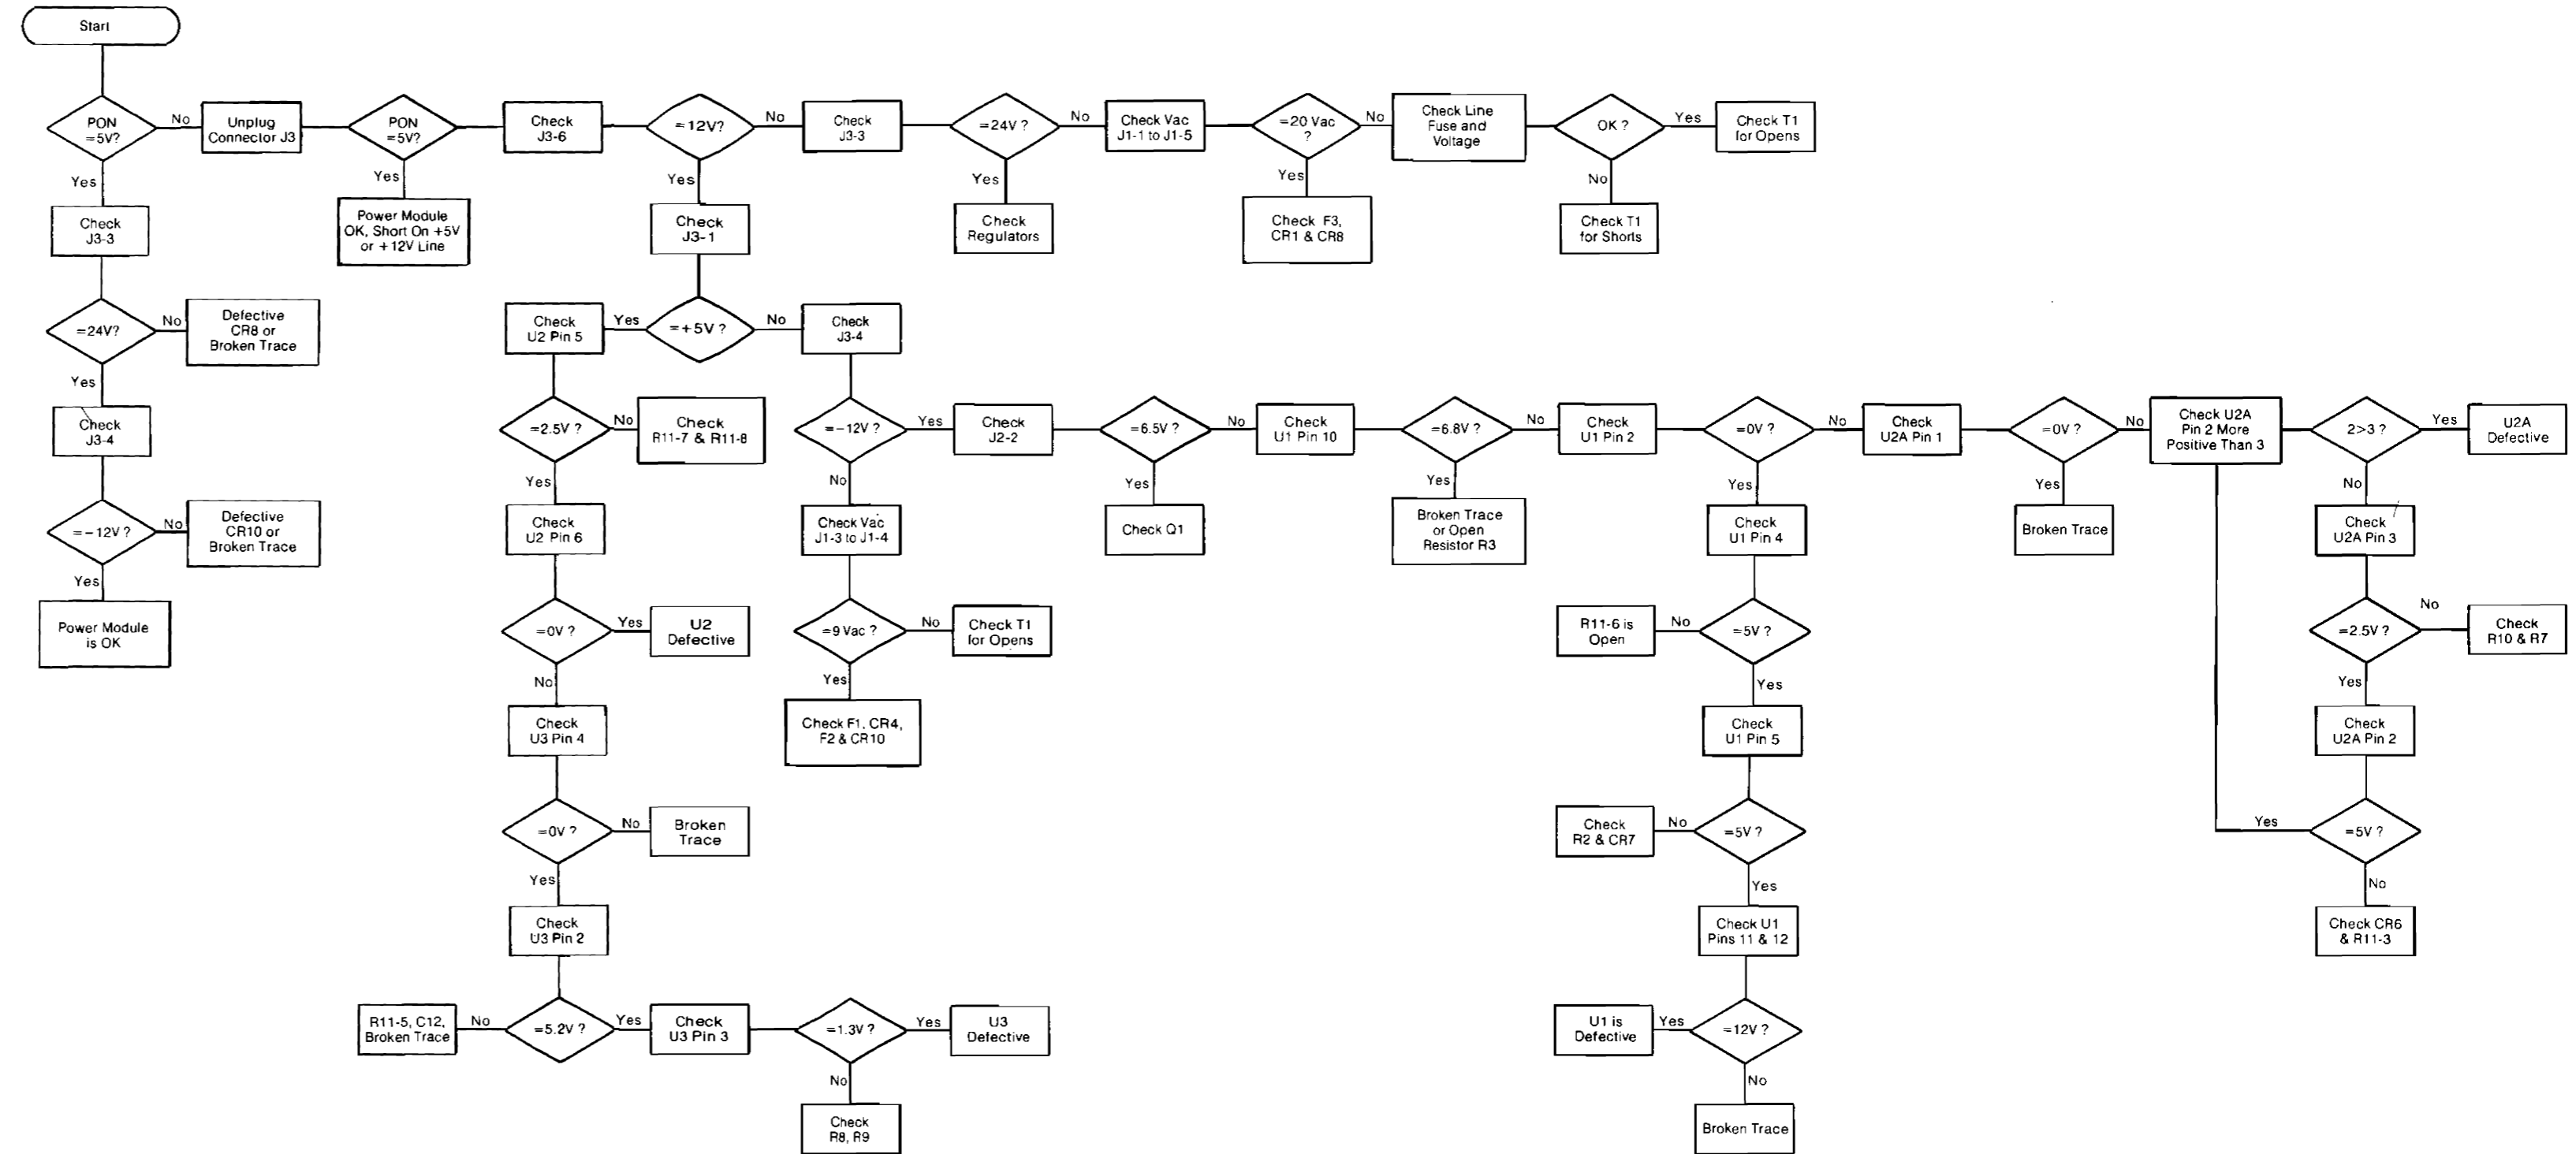 Start
PON
=5V?
No
Unplug
Connector J3
PON
=5V?
Check
J3-6
=12V?
No
Check
J3-3
=24V ?
No
Check Vac
J1-1 to J1-5
=20 Vac
?
No
Check Line
Fuse and
Voltage
OK ?
Yes
Check T1
for Opens
Yes
Yes
Yes
Yes
Yes
No
Check
J3-3
Power Module
OK, Short On +5V
or +12V Line
Check
J3-1
Check
Regulators
Check F3,
CR1 & CR8
Check T1
for Shorts
=24V?
No
Defective
CR8 or
Broken Trace
Check
U2 Pin 5
Yes
=+5V ?
No
Check
J3-4
Yes
Check
J3-4
=2.5V ?
No
Check
R11-7 & R11-8
=-12V ?
Yes
Check
J2-2
=6.5V ?
No
Check
U1 Pin 10
=6.8V ?
No
Check
U1 Pin 2
=0V ?
No
Check
U2A Pin 1
=0V ?
No
Check U2A
Pin 2 More
Positive Than 3
2>3 ?
Yes
U2A
Defective
Yes
No
Yes
Yes
Yes
Yes
No
=-12V ?
No
Defective
CR10 or
Broken Trace
Check
U2 Pin 6
Check Vac
J1-3 to J1-4
Check Q1
Broken Trace
or Open
Resistor R3
Check
U1 Pin 4
Broken Trace
Check
U2A Pin 3
Yes
Power Module
is OK
=0V ?
Yes
U2
Defective
=9 Vac ?
No
Check T1
for Opens
R11-6 is
Open
No
=5V ?
=2.5V ?
No
Check
R10 & R7
No
Yes
Yes
Yes
Check
U3 Pin 4
Check F1, CR4,
F2 & CR10
Check
U1 Pin 5
Check
U2A Pin 2
=0V ?
No
Broken
Trace
Check
R2 & CR7
No
=5V ?
Yes
=5V ?
Yes
Yes
No
Check
U3 Pin 2
Check U1
Pins 11 & 12
Check CR6
& R11-3
R11-5, C12,
Broken Trace
No
=5.2V ?
Yes
Check
U3 Pin 3
=1.3V ?
Yes
U3
Defective
U1 is
Defective
Yes
=12V ?
No
No
Check
R8, R9
Broken Trace